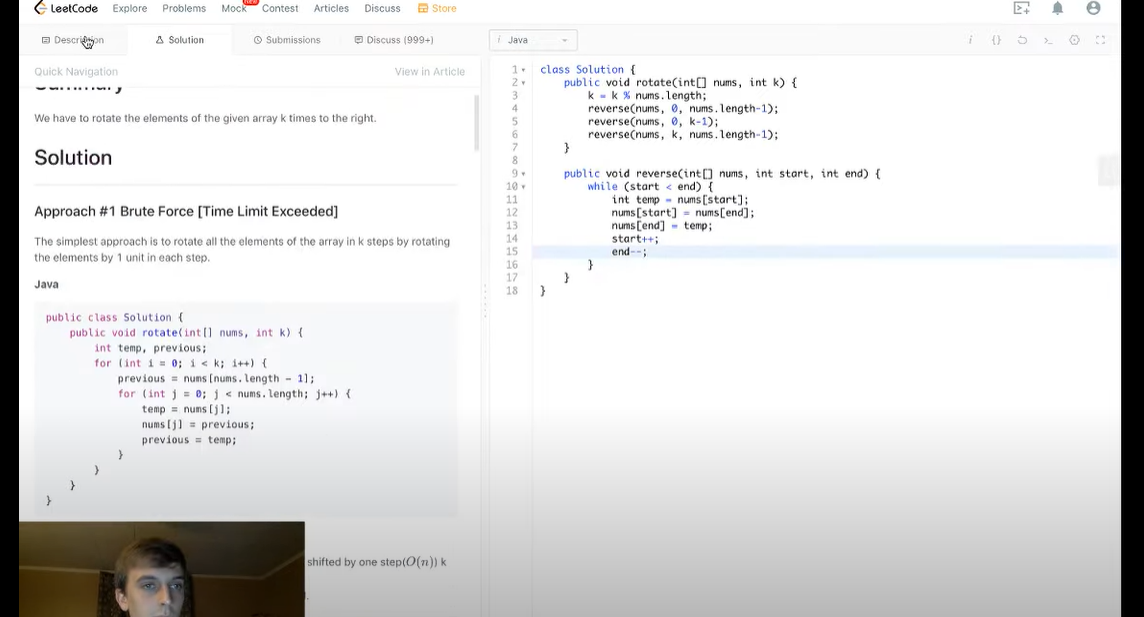 LeetCode Explore Problems Mock Contest Articles Discuss Store
Description Solution Submissions Discuss (999+)
i Java
i {}
Quick Navigation View in Article
Summary
We have to rotate the elements of the given array k times to the right.
Solution
Approach #1 Brute Force [Time Limit Exceeded]
The simplest approach is to rotate all the elements of the array in k steps by rotating
the elements by 1 unit in each step.
Java
public class Solution {
public void rotate(int[] nums, int k) {
int temp, previous;
for (int i = 0; i < k; i++) {
previous = nums[nums.length - 1];
for (int j = 0; j < nums.length; j++) {
temp = nums[j];
nums[j] = previous;
previous = temp;
}
}
}
}
shifted by one step(O(n)) k
1 class Solution {
2 public void rotate(int[] nums, int k) {
3 k = k % nums.length;
4 reverse(nums, 0, nums.length-1);
5 reverse(nums, 0, k-1);
6 reverse(nums, k, nums.length-1);
7 }
8
9 public void reverse(int[] nums, int start, int end) {
10 while (start < end) {
11 int temp = nums[start];
12 nums[start] = nums[end];
13 nums[end] = temp;
14 start++;
15 end--;
16 }
17 }
18 }